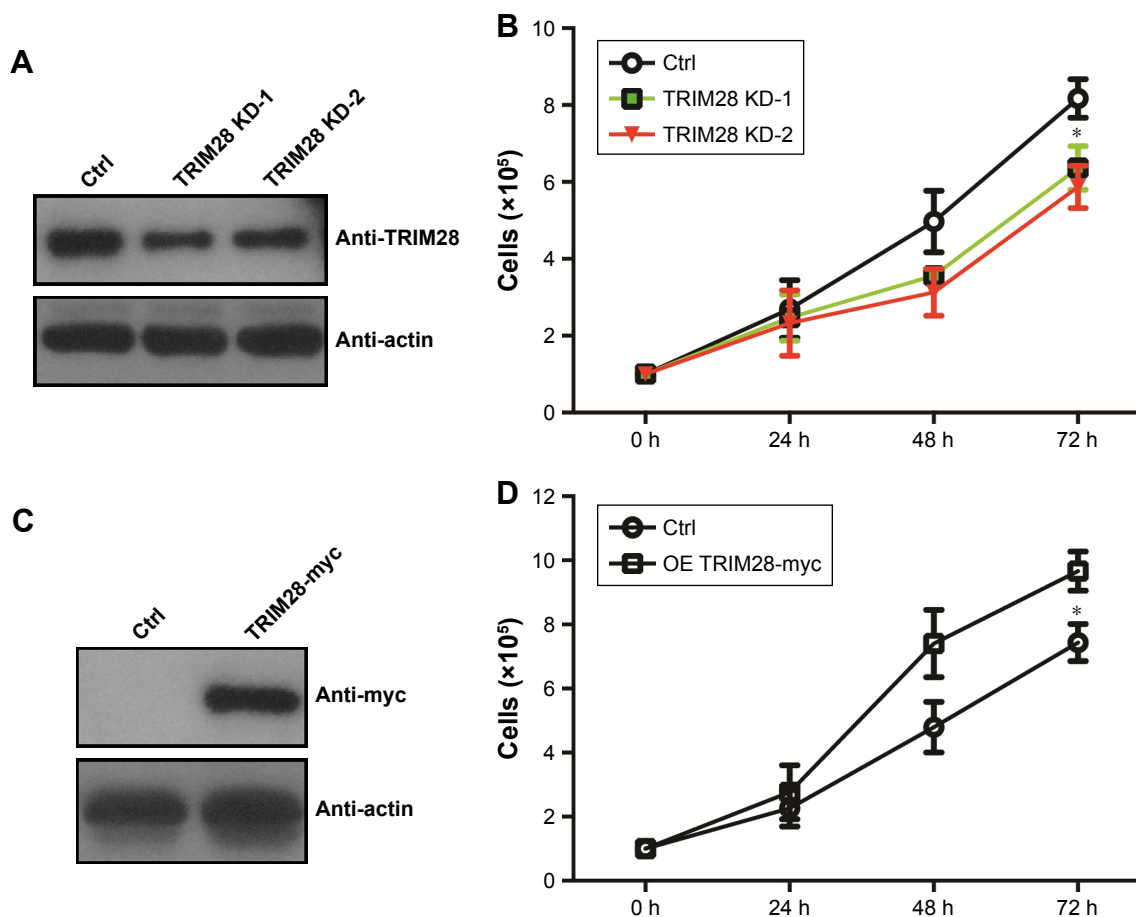 A
Ctrl
TRIM28 KD-1
TRIM28 KD-2
Anti-TRIM28
Anti-actin
B
Ctrl
TRIM28 KD-1
TRIM28 KD-2
Cells (×10⁵)
10
8
6
4
2
0
*
0 h 24 h 48 h 72 h
C
Ctrl
TRIM28-myc
Anti-myc
Anti-actin
D
Ctrl
OE TRIM28-myc
Cells (×10⁵)
12
10
8
6
4
2
0
*
0 h 24 h 48 h 72 h